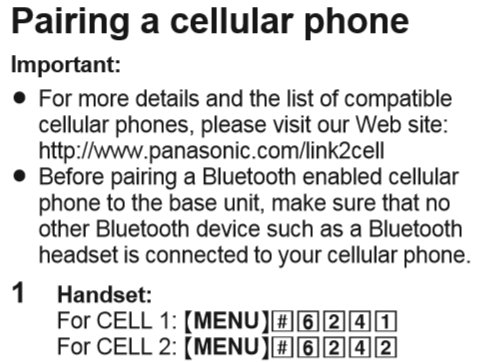 Pairing a cellular phone
Important:
● For more details and the list of compatible
cellular phones, please visit our Web site:
http://www.panasonic.com/link2cell
● Before pairing a Bluetooth enabled cellular
phone to the base unit, make sure that no
other Bluetooth device such as a Bluetooth
headset is connected to your cellular phone.
1 Handset:
For CELL 1: 【MENU】#6241
For CELL 2: 【MENU】#6242